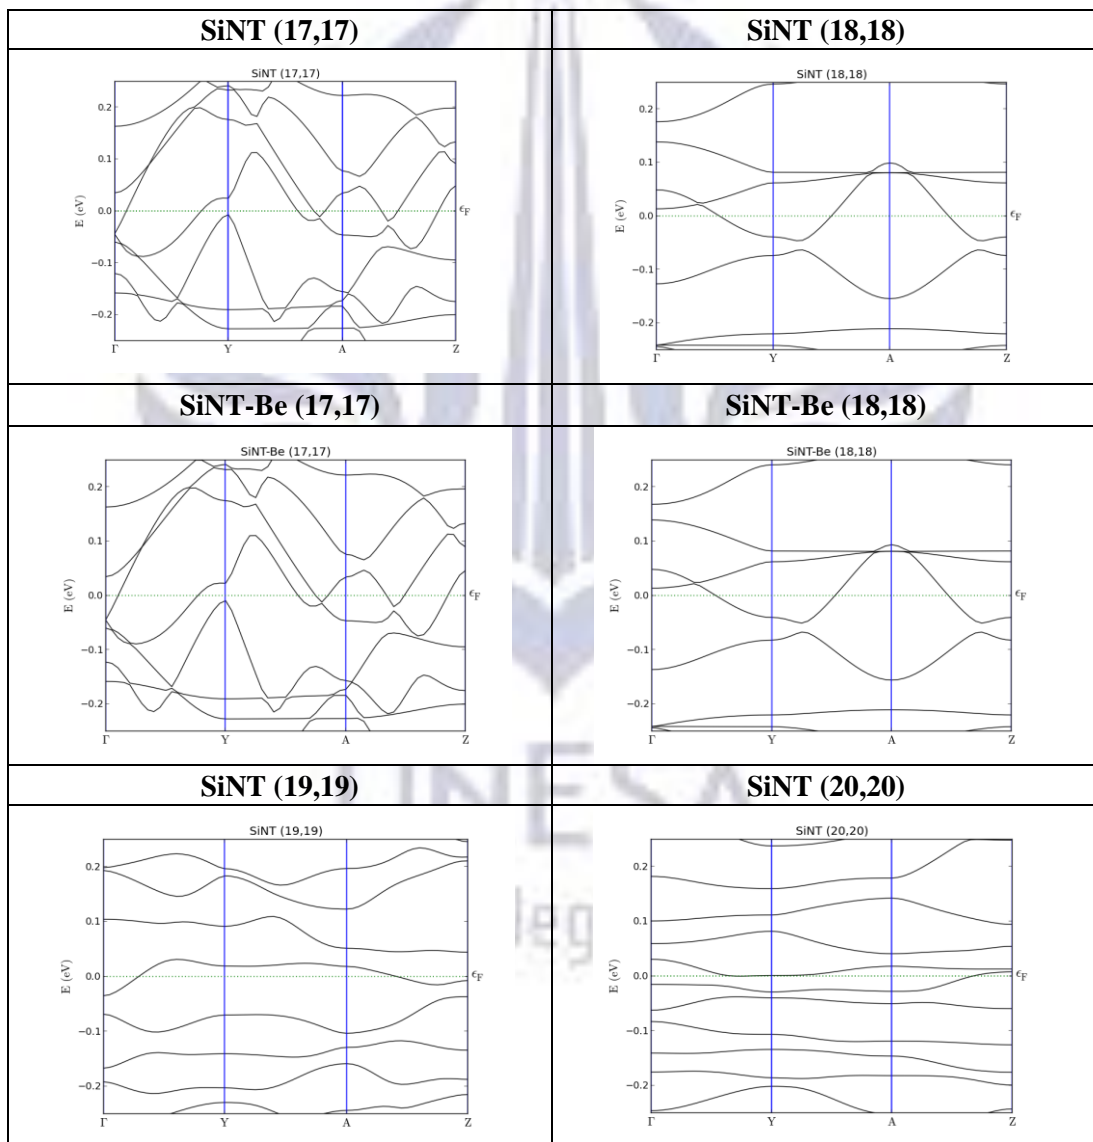 SiNT (17,17)
SiNT (18,18)
SiNT (17,17)
0.2
0.1
0.0
−0.1
−0.2
E (eV)
ϵF
Γ Y A Z
SiNT (18,18)
0.2
0.1
0.0
−0.1
−0.2
E (eV)
ϵF
Γ Y A Z
SiNT-Be (17,17)
SiNT-Be (18,18)
SiNT-Be (17,17)
0.2
0.1
0.0
−0.1
−0.2
E (eV)
ϵF
Γ Y A Z
SiNT-Be (18,18)
0.2
0.1
0.0
−0.1
−0.2
E (eV)
ϵF
Γ Y A Z
SiNT (19,19)
SiNT (20,20)
SiNT (19,19)
0.2
0.1
0.0
−0.1
−0.2
E (eV)
ϵF
Γ Y A Z
SiNT (20,20)
0.2
0.1
0.0
−0.1
−0.2
E (eV)
ϵF
Γ Y A Z